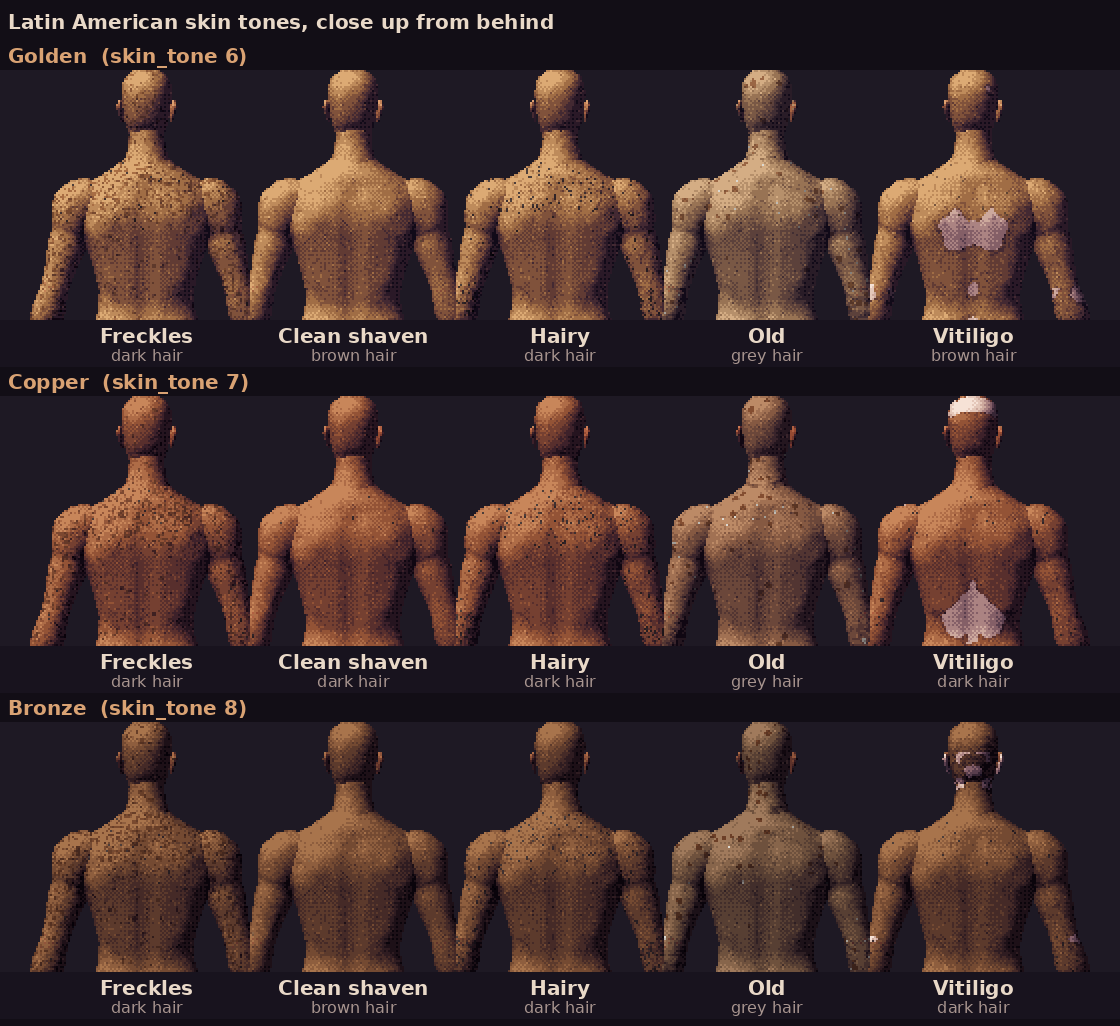 Latin American skin tones, close up from behind
Golden (skin_tone 6)
Freckles Clean shaven Hairy Old Vitiligo
dark hair brown hair dark hair grey hair brown hair
Copper (skin_tone 7)
Freckles Clean shaven Hairy Old Vitiligo
dark hair dark hair dark hair grey hair dark hair
Bronze (skin_tone 8)
Freckles Clean shaven Hairy Old Vitiligo
dark hair brown hair dark hair grey hair dark hair